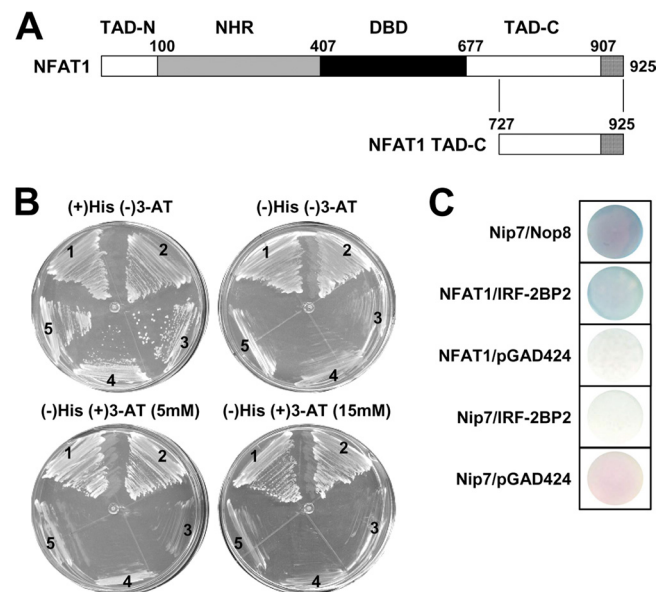 A
TAD-N NHR DBD TAD-C
100 407 677 907
NFAT1 925
727 925
NFAT1 TAD-C
B
(+)His (-)3-AT (-)His (-)3-AT
1 2 1 2
5 3 5 3
4 4
(-)His (+)3-AT (5mM) (-)His (+)3-AT (15mM)
1 2 1 2
5 3 5 3
4 4
C
Nip7/Nop8
NFAT1/IRF-2BP2
NFAT1/pGAD424
Nip7/IRF-2BP2
Nip7/pGAD424